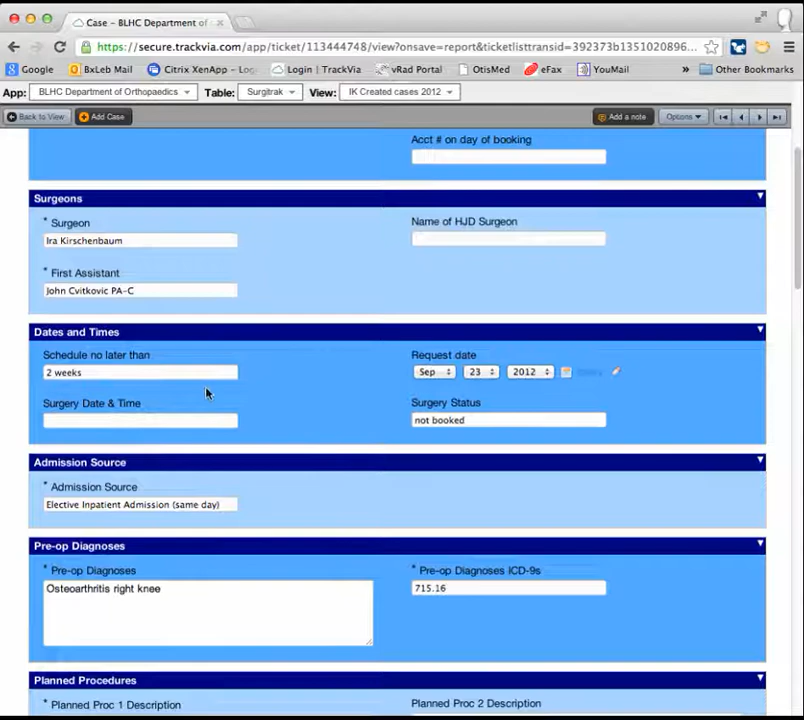 Case – BLHC Department of
https://secure.trackvia.com/app/ticket/113444748/view?onsave=report&ticketlisttransid=392373b1351020896...
Google BxLeb Mail Citrix XenApp – Lo Login | TrackVia vRad Portal OtisMed eFax YouMail » Other Bookmarks
App: BLHC Department of Orthopaedics Table: Surgitrak View: IK Created cases 2012
Back to View Add Case Add a note Options
Acct # on day of booking
Surgeons
* Surgeon Name of HJD Surgeon
Ira Kirschenbaum
* First Assistant
John Cvitkovic PA-C
Dates and Times
Schedule no later than Request date
2 weeks Sep 23 2012
Surgery Date & Time Surgery Status
not booked
Admission Source
* Admission Source
Elective Inpatient Admission (same day)
Pre-op Diagnoses
* Pre-op Diagnoses * Pre-op Diagnoses ICD-9s
Osteoarthritis right knee 715.16
Planned Procedures
* Planned Proc 1 Description Planned Proc 2 Description